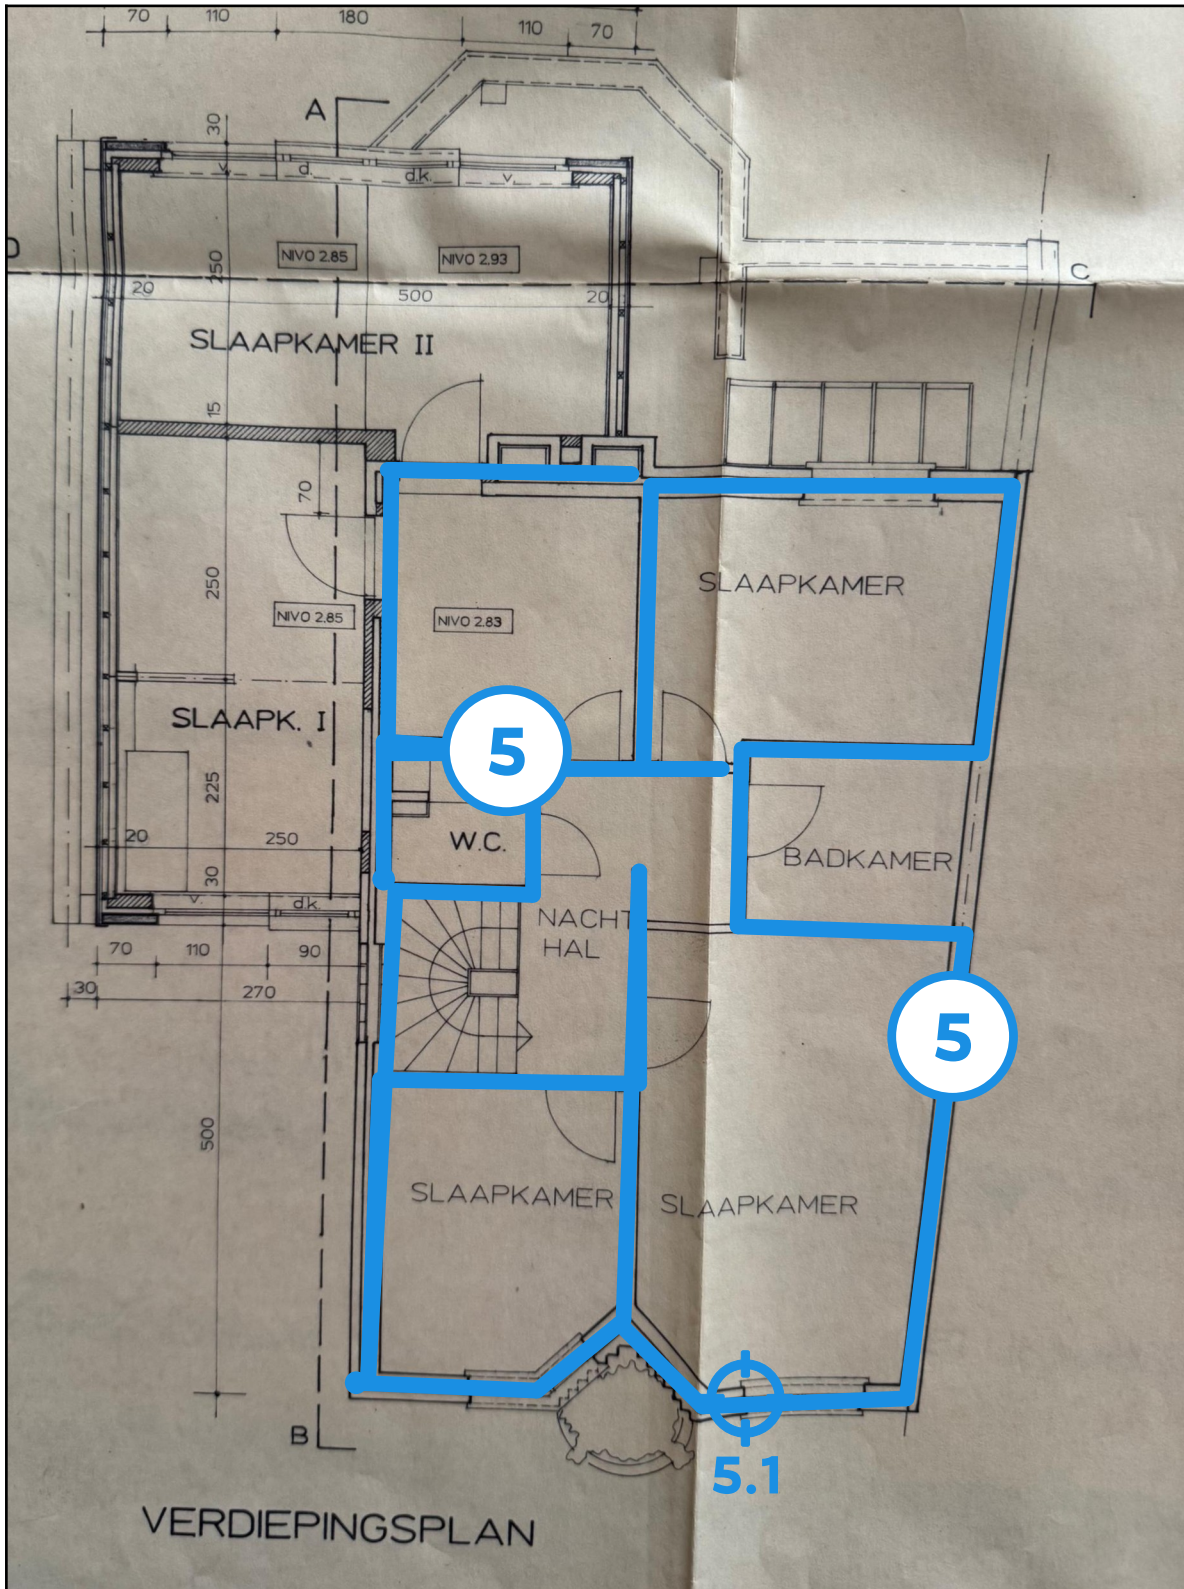 70 110 180 110 70
A
30
v. d. d.k. v.
D
NIVO 2.85 NIVO 2.93
250
C
20 500 20
SLAAPKAMER II
15
70
250
SLAAPKAMER
NIVO 2.85 NIVO 2.83
SLAAPK. I
5
225
20 250
W.C.
BADKAMER
30
v. d.k.
NACHT
HAL
70 110 90
30 270
5
500
SLAAPKAMER SLAAPKAMER
B
5.1
VERDIEPINGSPLAN